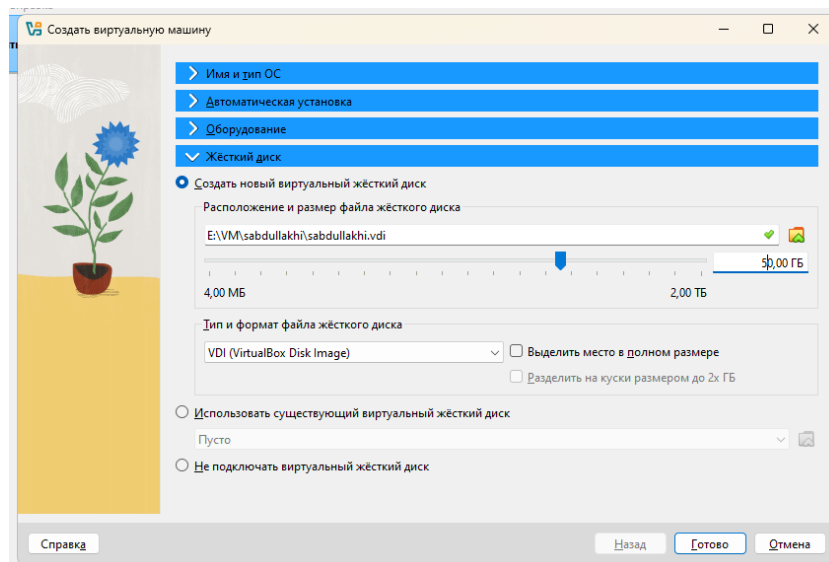 Создать виртуальную машину
Имя и тип ОС
Автоматическая установка
Оборудование
Жёсткий диск
Создать новый виртуальный жёсткий диск
Расположение и размер файла жёсткого диска
E:\VM\sabdullakhi\sabdullakhi.vdi
50,00 ГБ
4,00 МБ 2,00 ТБ
Тип и формат файла жёсткого диска
VDI (VirtualBox Disk Image) Выделить место в полном размере
Разделить на куски размером до 2х ГБ
Использовать существующий виртуальный жёсткий диск
Пусто
Не подключать виртуальный жёсткий диск
Справка Назад Готово Отмена